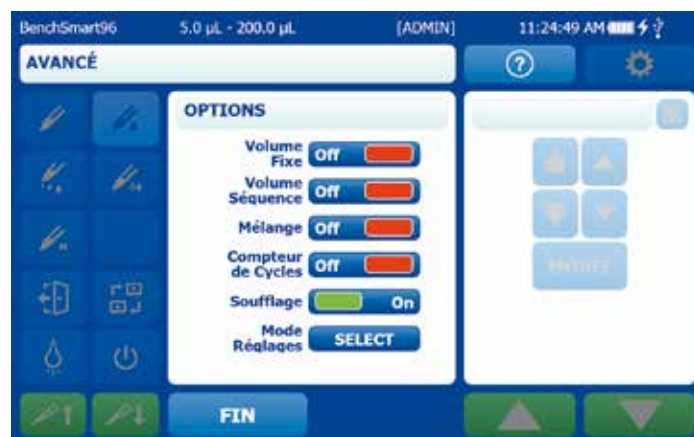 BenchSmart96 5.0 µL - 200.0 µL [ADMIN] 11:24:49 AM
AVANCÉ
?
OPTIONS
Volume
Fixe Off
Volume
Séquence Off
Mélange Off
Compteur
de Cycles Off
Soufflage On
Mode
Réglages SELECT
FIN